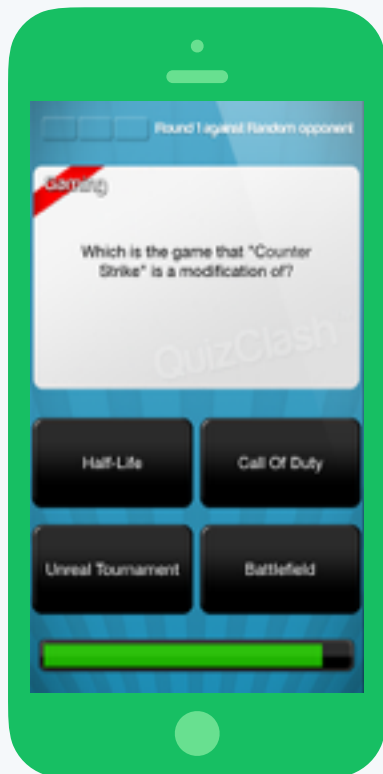 Round 1 against Random opponent
Gaming
Which is the game that "Counter
Strike" is a modification of?
QuizClash
Half-Life
Call Of Duty
Unreal Tournament
Battlefield